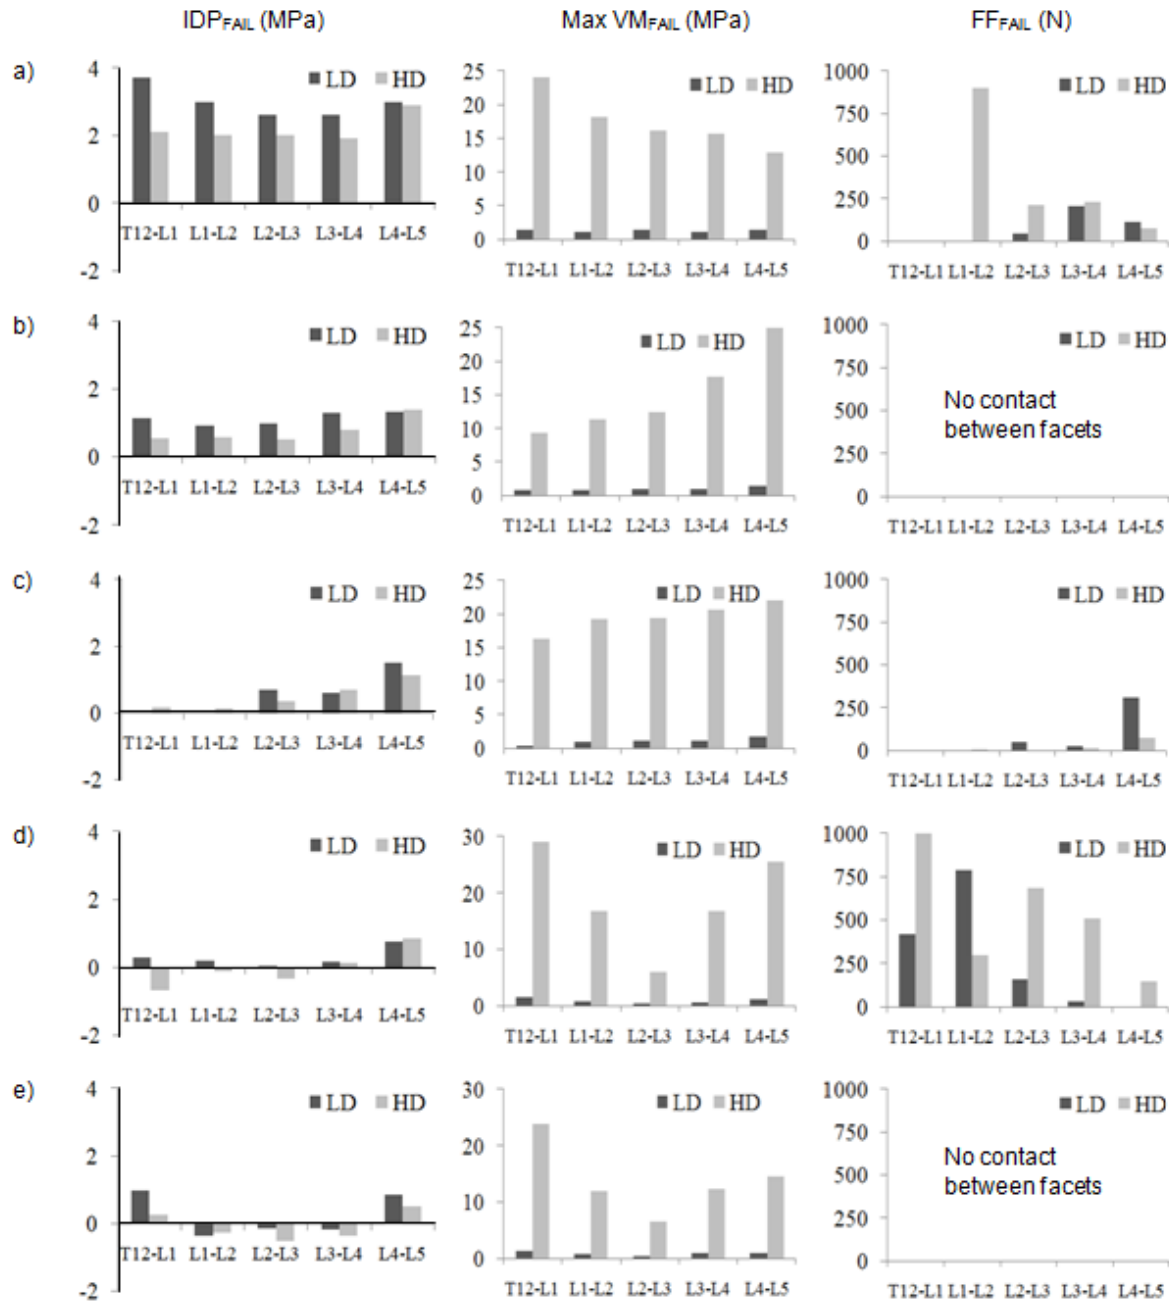 IDPFAIL (MPa) Max VMFAIL (MPa) FFFAIL (N)
a)
4
2
0
-2
LD HD
T12-L1 L1-L2 L2-L3 L3-L4 L4-L5
25
20
15
10
5
0
LD HD
T12-L1 L1-L2 L2-L3 L3-L4 L4-L5
1000
750
500
250
0
LD HD
T12-L1 L1-L2 L2-L3 L3-L4 L4-L5
b)
4
2
0
-2
LD HD
T12-L1 L1-L2 L2-L3 L3-L4 L4-L5
25
20
15
10
5
0
LD HD
T12-L1 L1-L2 L2-L3 L3-L4 L4-L5
1000
750
500
250
0
LD HD
No contact
between facets
T12-L1 L1-L2 L2-L3 L3-L4 L4-L5
c)
4
2
0
-2
LD HD
T12-L1 L1-L2 L2-L3 L3-L4 L4-L5
25
20
15
10
5
0
LD HD
T12-L1 L1-L2 L2-L3 L3-L4 L4-L5
1000
750
500
250
0
LD HD
T12-L1 L1-L2 L2-L3 L3-L4 L4-L5
d)
4
2
0
-2
LD HD
T12-L1 L1-L2 L2-L3 L3-L4 L4-L5
30
20
10
0
LD HD
T12-L1 L1-L2 L2-L3 L3-L4 L4-L5
1000
750
500
250
0
LD HD
T12-L1 L1-L2 L2-L3 L3-L4 L4-L5
e)
4
2
0
-2
LD HD
T12-L1 L1-L2 L2-L3 L3-L4 L4-L5
30
20
10
0
LD HD
T12-L1 L1-L2 L2-L3 L3-L4 L4-L5
1000
750
500
250
0
LD HD
No contact
between facets
T12-L1 L1-L2 L2-L3 L3-L4 L4-L5